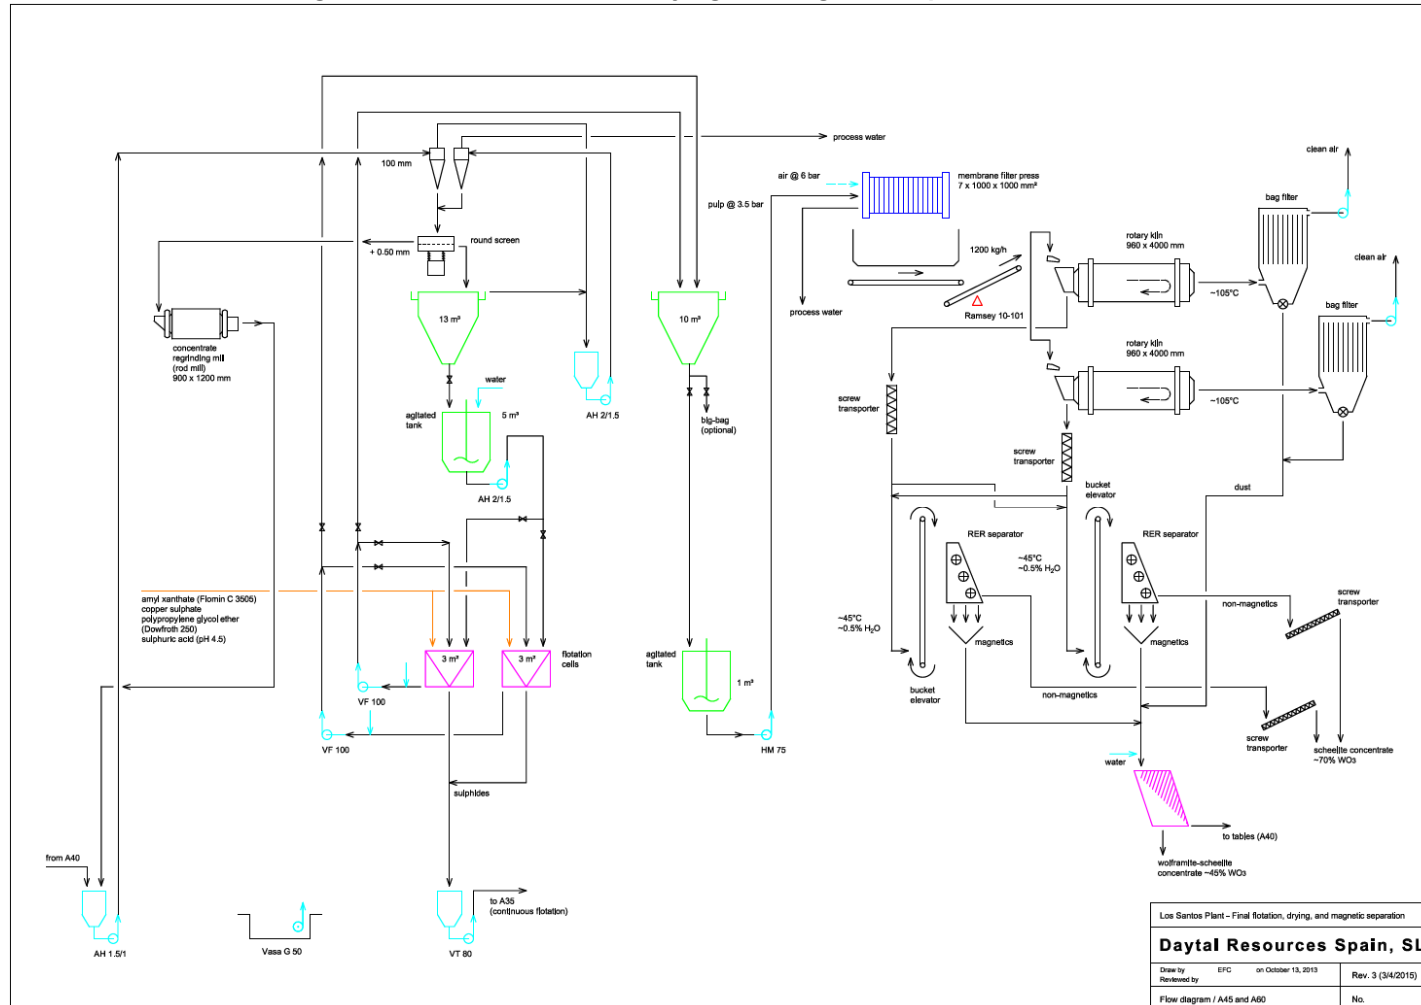 process water
clean air
100 mm
air @ 6 bar
membrane filter press
7 x 1000 x 1000 mm²
bag filter
pulp @ 3.5 bar
round screen
+ 0.50 mm
1200 kg/h
rotary kiln
960 x 4000 mm
clean air
~105°C
bag filter
13 m³
10 m³
process water
Ramsey 10-101
concentrate
regrinding mill
(rod mill)
900 x 1200 mm
rotary kiln
960 x 4000 mm
water
5 m³
agitated
tank
AH 2/1.5
big-bag
(optional)
screw
transporter
~105°C
screw
transporter
AH 2/1.5
bucket
elevator
dust
RER separator
~45°C
~0.5% H₂O
RER separator
amyl xanthate (Flomin C 3505)
copper sulphate
polypropylene glycol ether
(Dowfroth 250)
sulphuric acid (pH 4.5)
non-magnetics
screw
transporter
~45°C
~0.5% H₂O
magnetics
magnetics
3 m³
3 m³
flotation
cells
agitated
tank
1 m³
VF 100
bucket
elevator
non-magnetics
VF 100
HM 75
screw
transporter
scheelite concentrate
~70% WO₃
water
sulphides
to tables (A40)
from A40
wolframite-scheelite
concentrate ~45% WO₃
to A35
(continuous flotation)
AH 1.5/1
Vasa G 50
VT 80
Los Santos Plant - Final flotation, drying, and magnetic separation
Daytal Resources Spain, SL
Draw by EFC on October 13, 2013
Reviewed by
Rev. 3 (3/4/2015)
Flow diagram / A45 and A60
No.